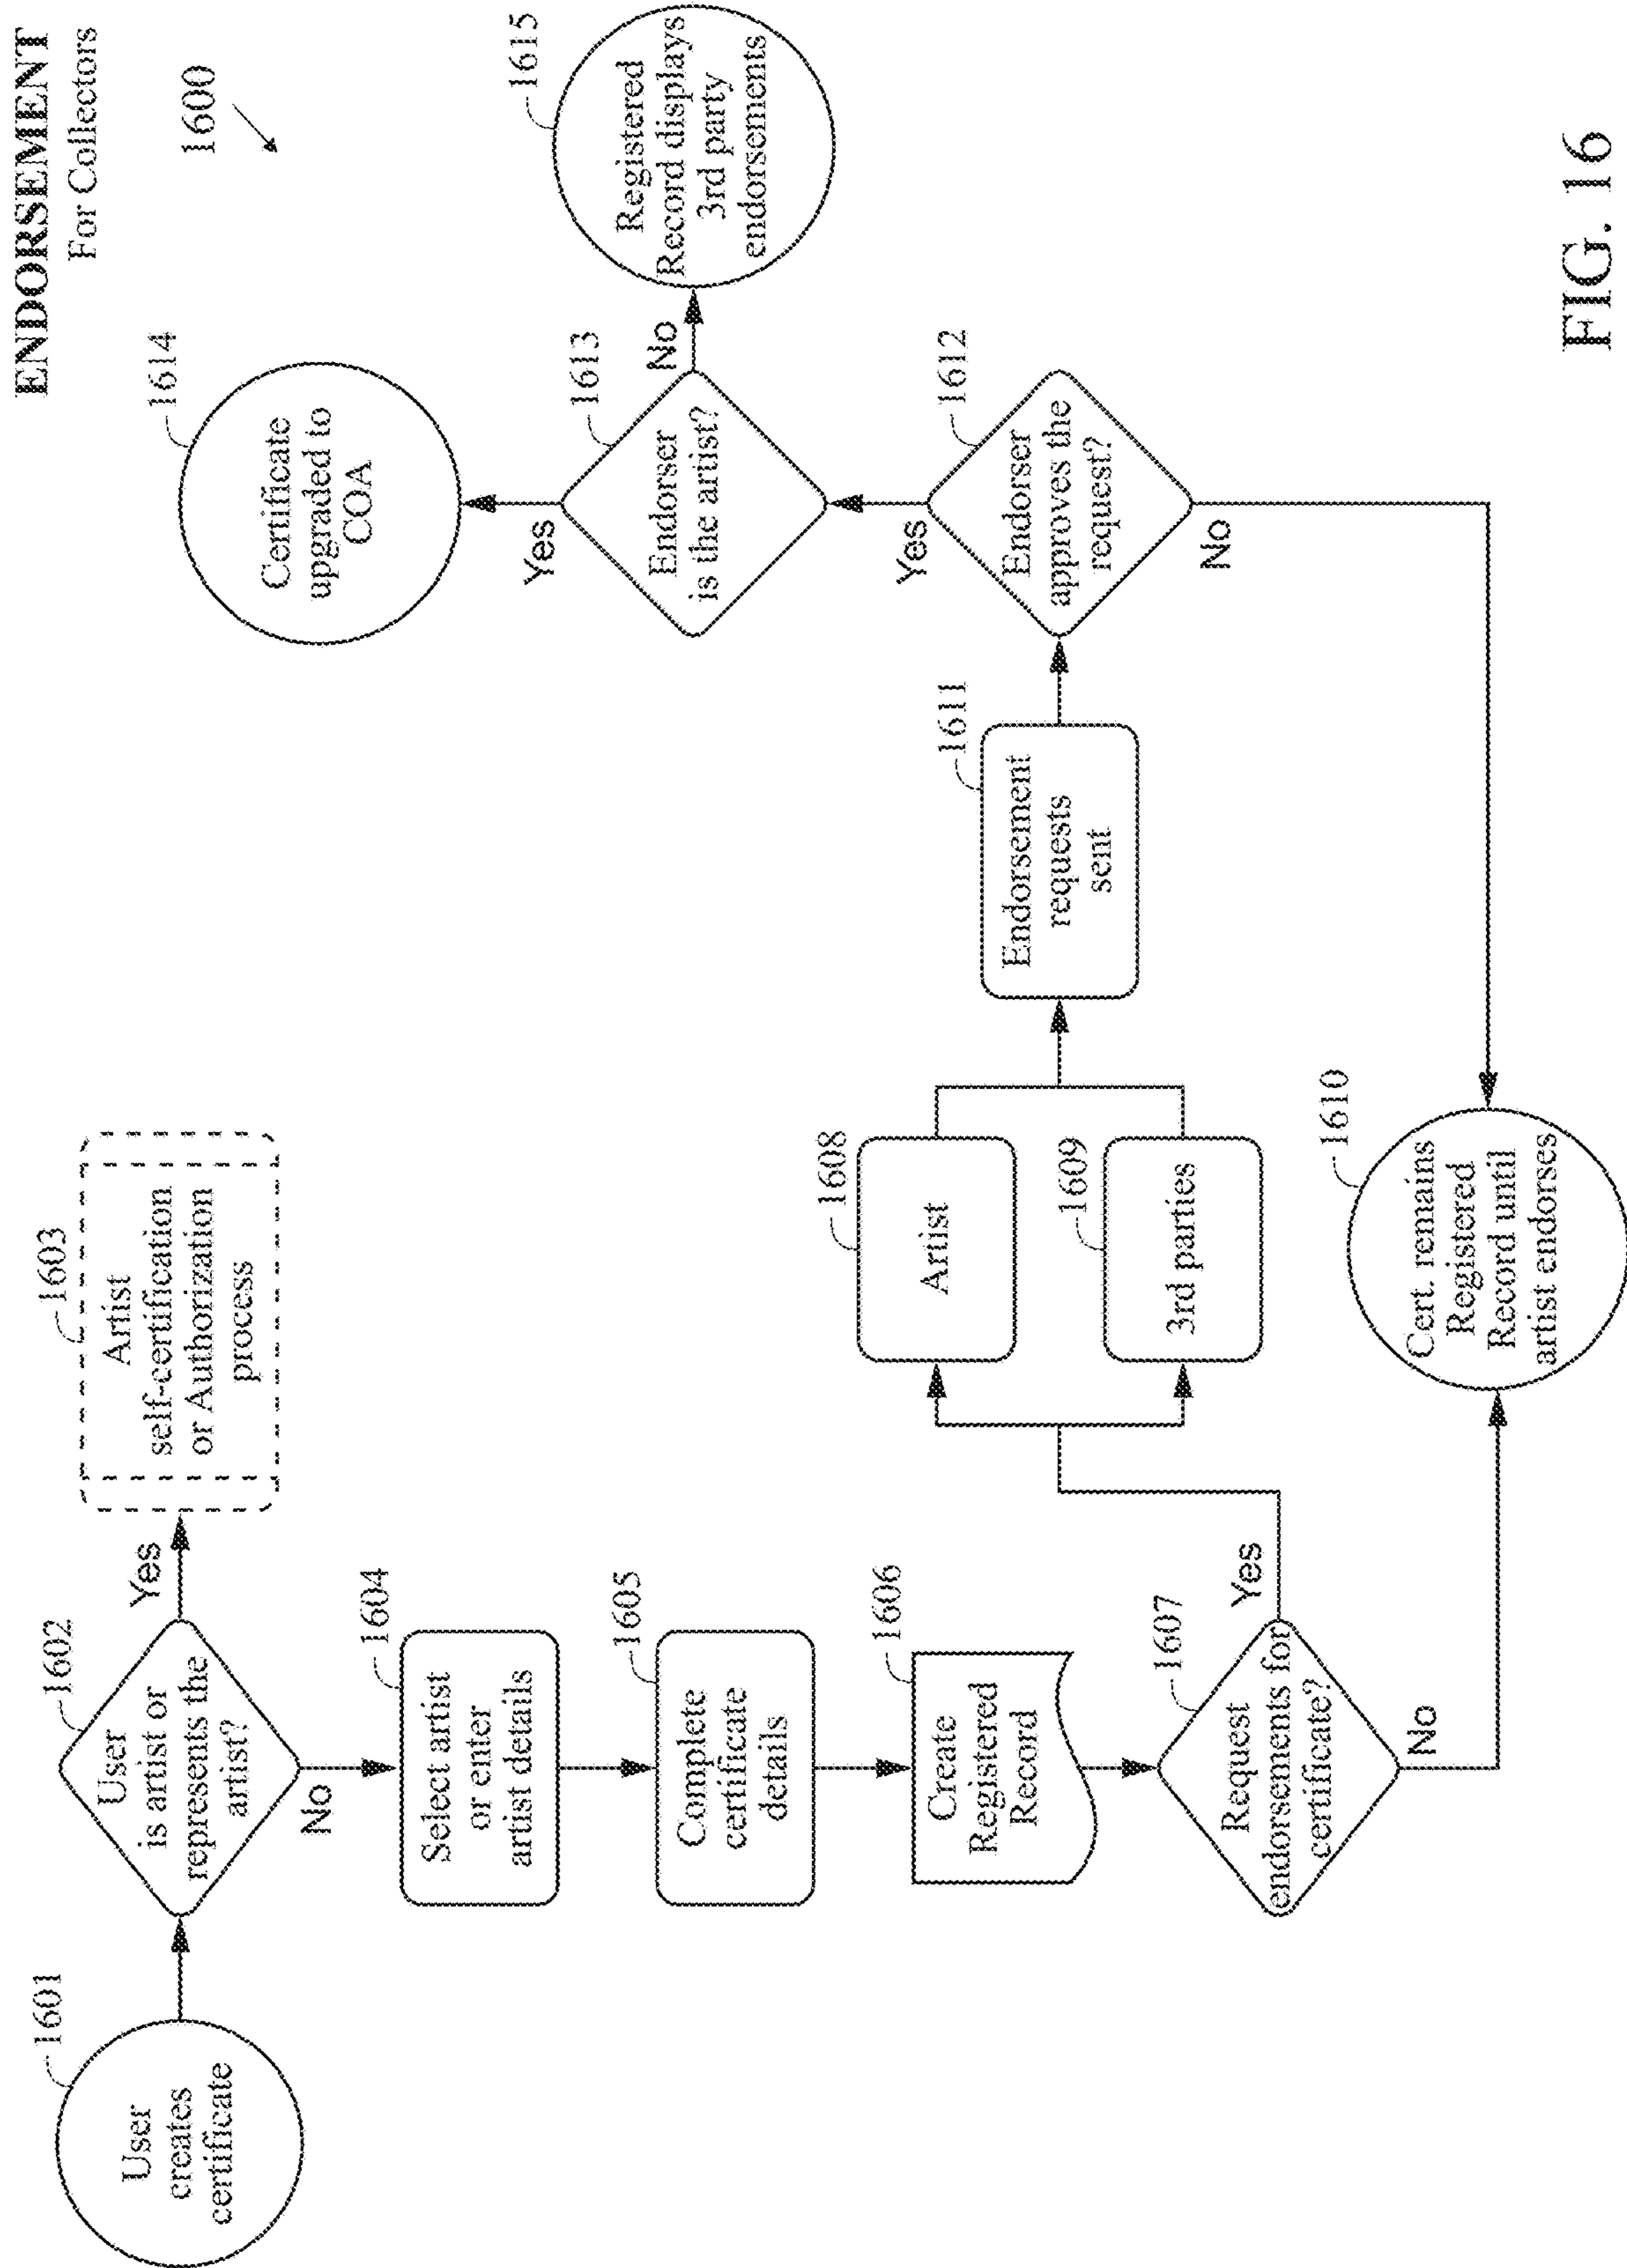 ENDORSEMENT
For Collectors
1600
1601
User
creates
certificate
1602
User
is artist or
represents the
artist?
Yes
No
1603
Artist
self-certification
or Authorization
process
1604
Select artist
or enter
artist details
1605
Complete
certificate
details
1606
Create
Registered
Record
1607
Request
endorsements for
certificate?
Yes
No
1608
Artist
1609
3rd parties
1610
Cert. remains
Registered
Record until
artist endorses
1611
Endorsement
requests
sent
1612
Endorser
approves the
request?
Yes
No
1613
Endorser
is the artist?
Yes
No
1614
Certificate
upgraded to
COA
1615
Registered
Record displays
3rd party
endorsements
FIG. 16